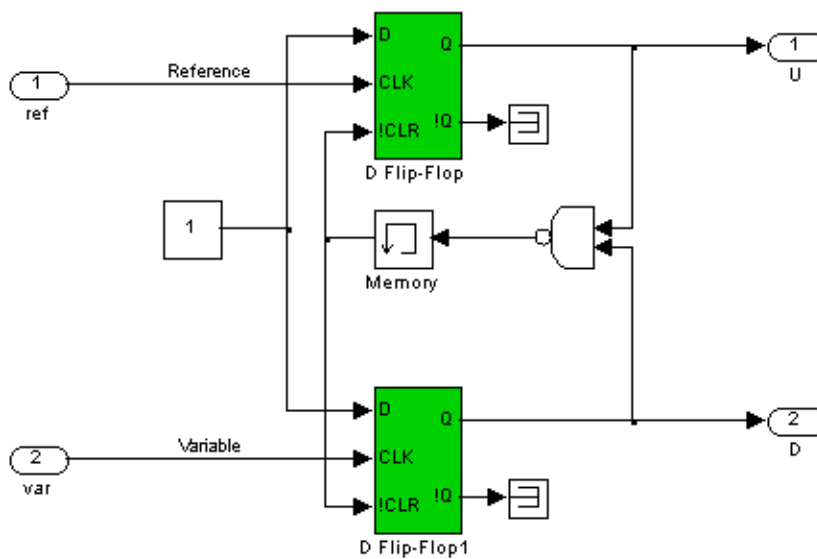 D
Q
1
U
1
ref
Reference
CLK
!CLR
!Q
D Flip-Flop
1
Memory
D
Q
2
D
2
var
Variable
CLK
!CLR
!Q
D Flip-Flop1